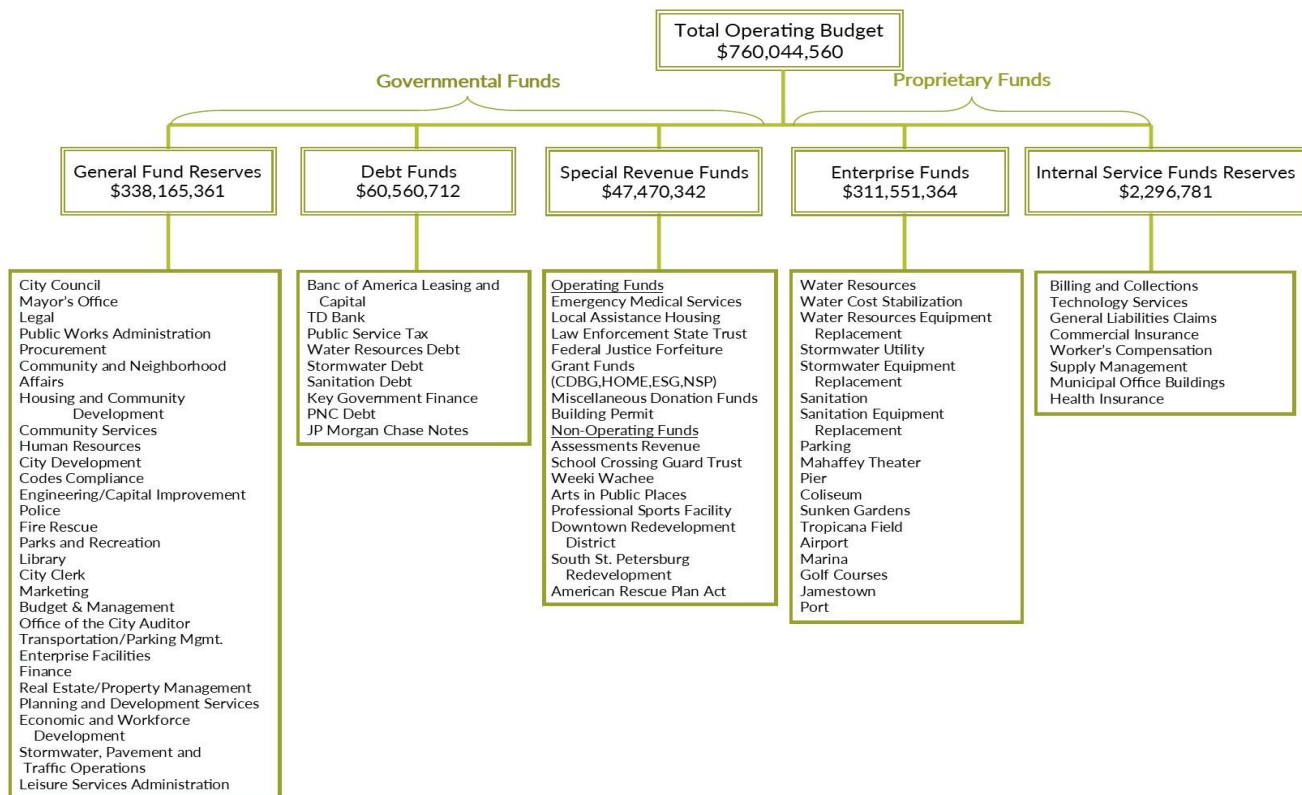 Total Operating Budget
$760,044,560
Governmental Funds
Proprietary Funds
General Fund Reserves
$338,165,361
Debt Funds
$60,560,712
Special Revenue Funds
$47,470,342
Enterprise Funds
$311,551,364
Internal Service Funds Reserves
$2,296,781
City Council
Mayor's Office
Legal
Public Works Administration
Procurement
Community and Neighborhood
Affairs
Housing and Community
Development
Community Services
Human Resources
City Development
Codes Compliance
Engineering/Capital Improvement
Police
Fire Rescue
Parks and Recreation
Library
City Clerk
Marketing
Budget & Management
Office of the City Auditor
Transportation/Parking Mgmt.
Enterprise Facilities
Finance
Real Estate/Property Management
Planning and Development Services
Economic and Workforce
Development
Stormwater, Pavement and
Traffic Operations
Leisure Services Administration
Banc of America Leasing and
Capital
TD Bank
Public Service Tax
Water Resources Debt
Stormwater Debt
Sanitation Debt
Key Government Finance
PNC Debt
JP Morgan Chase Notes
Operating Funds
Emergency Medical Services
Local Assistance Housing
Law Enforcement State Trust
Federal Justice Forfeiture
Grant Funds
(CDBG,HOME,ESG,NSP)
Miscellaneous Donation Funds
Building Permit
Non-Operating Funds
Assessments Revenue
School Crossing Guard Trust
Weeki Wachee
Arts in Public Places
Professional Sports Facility
Downtown Redevelopment
District
South St. Petersburg
Redevelopment
American Rescue Plan Act
Water Resources
Water Cost Stabilization
Water Resources Equipment
Replacement
Stormwater Utility
Stormwater Equipment
Replacement
Sanitation
Sanitation Equipment
Replacement
Parking
Mahaffey Theater
Pier
Coliseum
Sunken Gardens
Tropicana Field
Airport
Marina
Golf Courses
Jamestown
Port
Billing and Collections
Technology Services
General Liabilities Claims
Commercial Insurance
Worker's Compensation
Supply Management
Municipal Office Buildings
Health Insurance